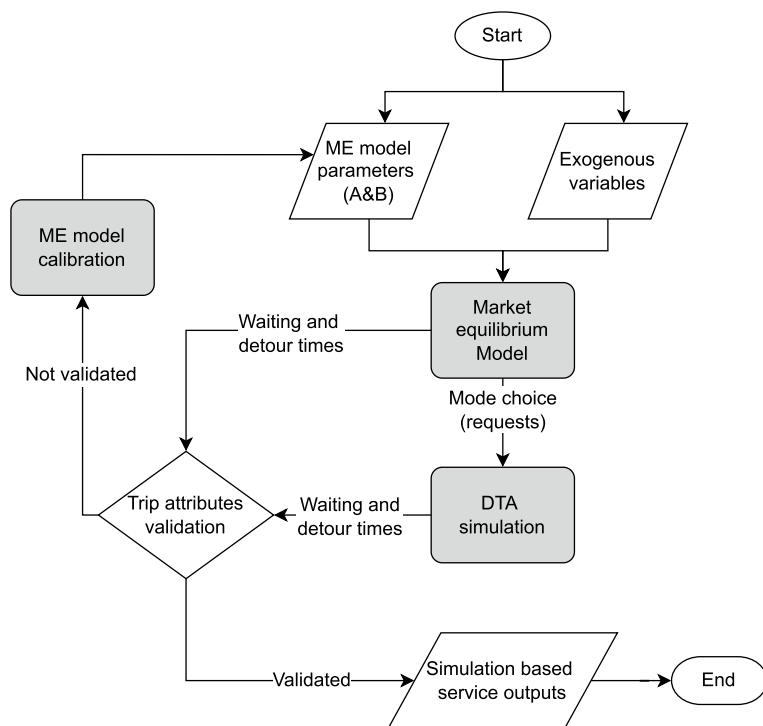 Start
ME model
parameters
(A&B)
Exogenous
variables
ME model
calibration
Market
equilibrium
Model
Waiting and
detour times
Not validated
Mode choice
(requests)
Trip attributes
validation
Waiting and
detour times
DTA
simulation
Validated
Simulation based
service outputs
End